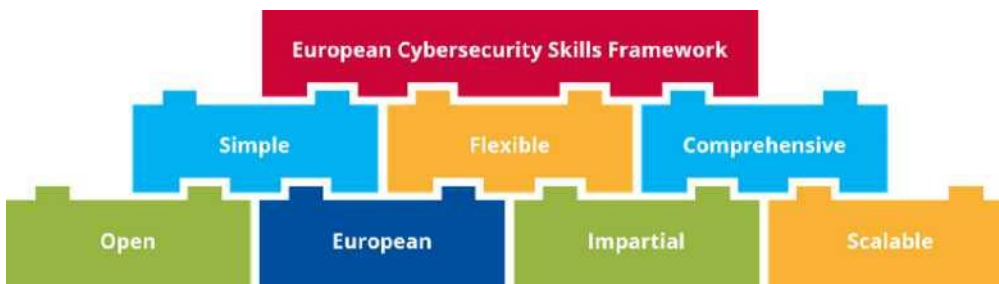 European Cybersecurity Skills Framework
Simple
Flexible
Comprehensive
Open
European
Impartial
Scalable